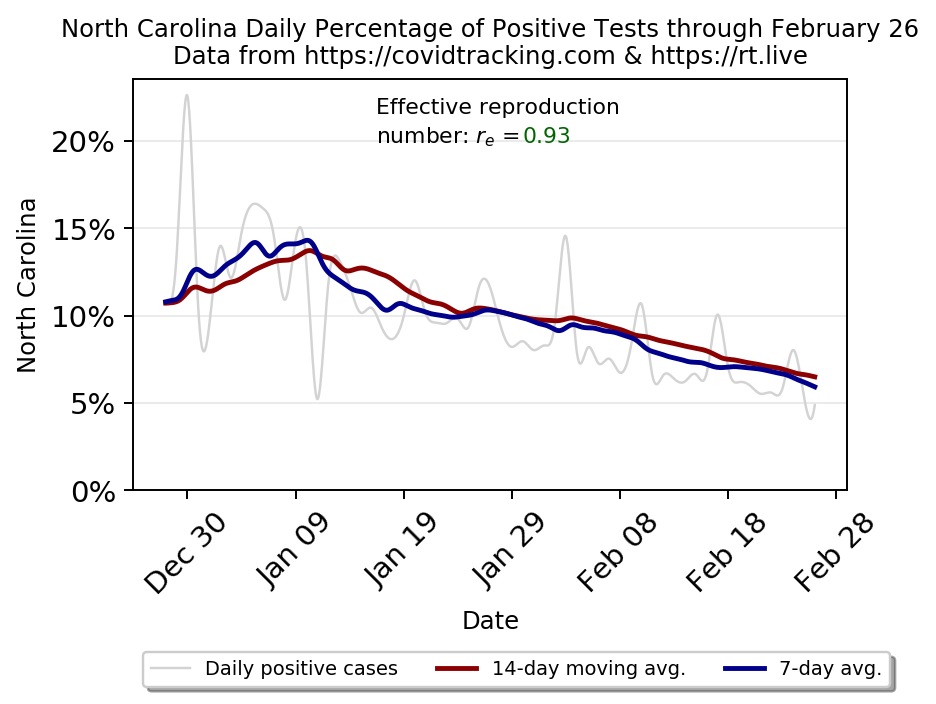 North Carolina Daily Percentage of Positive Tests through February 26
Data from https://covidtracking.com & https://rt.live
Effective reproduction
number: rₑ = 0.93
20%
15%
10%
5%
0%
North Carolina
Dec 30
Jan 09
Jan 19
Jan 29
Feb 08
Feb 18
Feb 28
Date
Daily positive cases
14-day moving avg.
7-day avg.